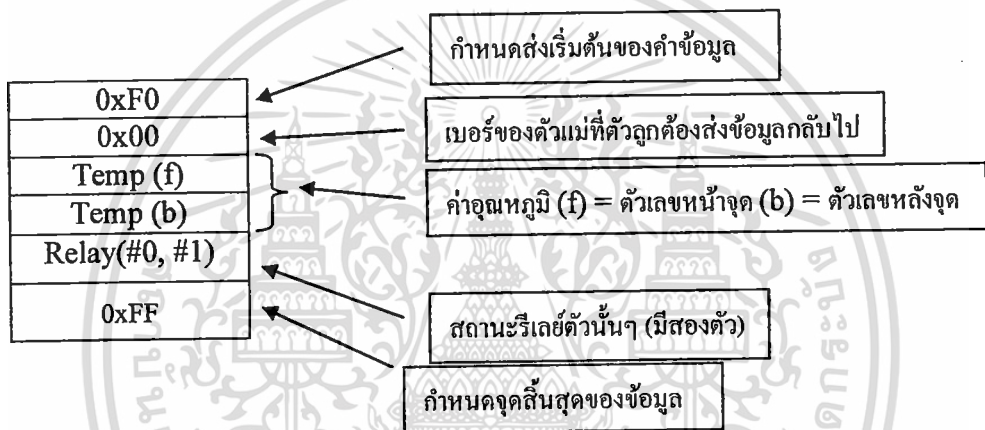 กำหนดส่งเริ่มต้นของคำข้อมูล
0xF0
0x00
เบอร์ของตัวแม่ที่ตัวลูกต้องส่งข้อมูลกลับไป
Temp (f)
Temp (b)
ค่าอุณหภูมิ (f) = ตัวเลขหน้าจุด (b) = ตัวเลขหลังจุด
Relay(#0, #1)
0xFF
สถานะรีเลย์ตัวนั้นๆ (มีสองตัว)
กำหนดจุดสิ้นสุดของข้อมูล